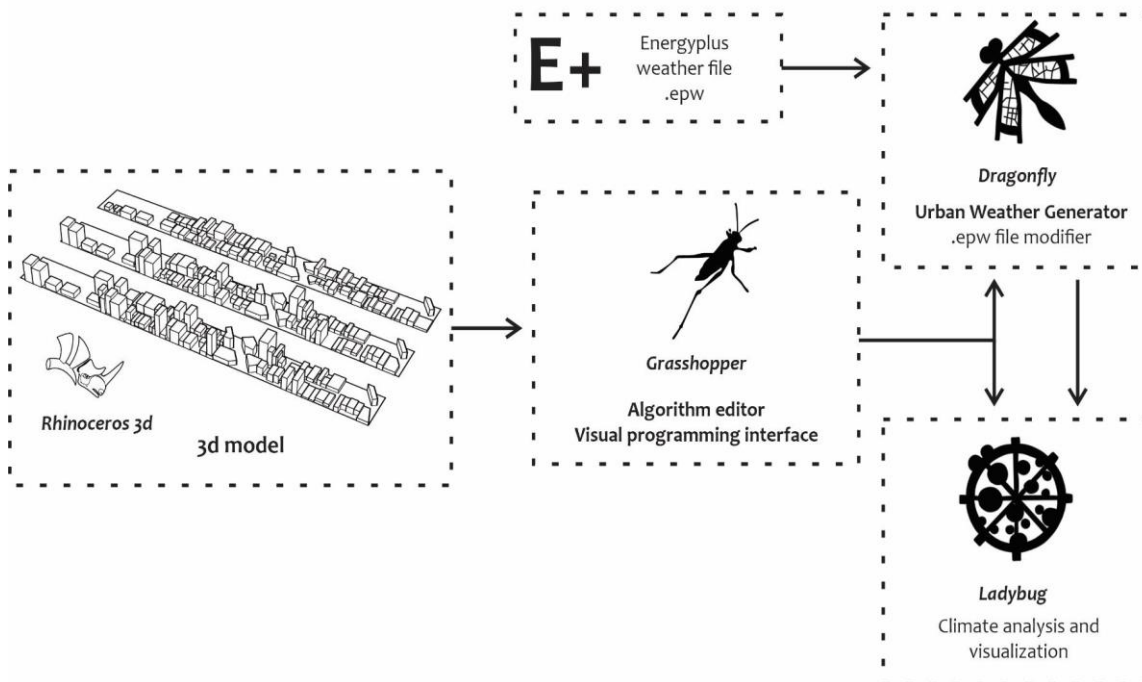 E+
Energyplus
weather file
.epw
Dragonfly
Urban Weather Generator
.epw file modifier
Rhinoceros 3d
3d model
Grasshopper
Algorithm editor
Visual programming interface
Ladybug
Climate analysis and
visualization